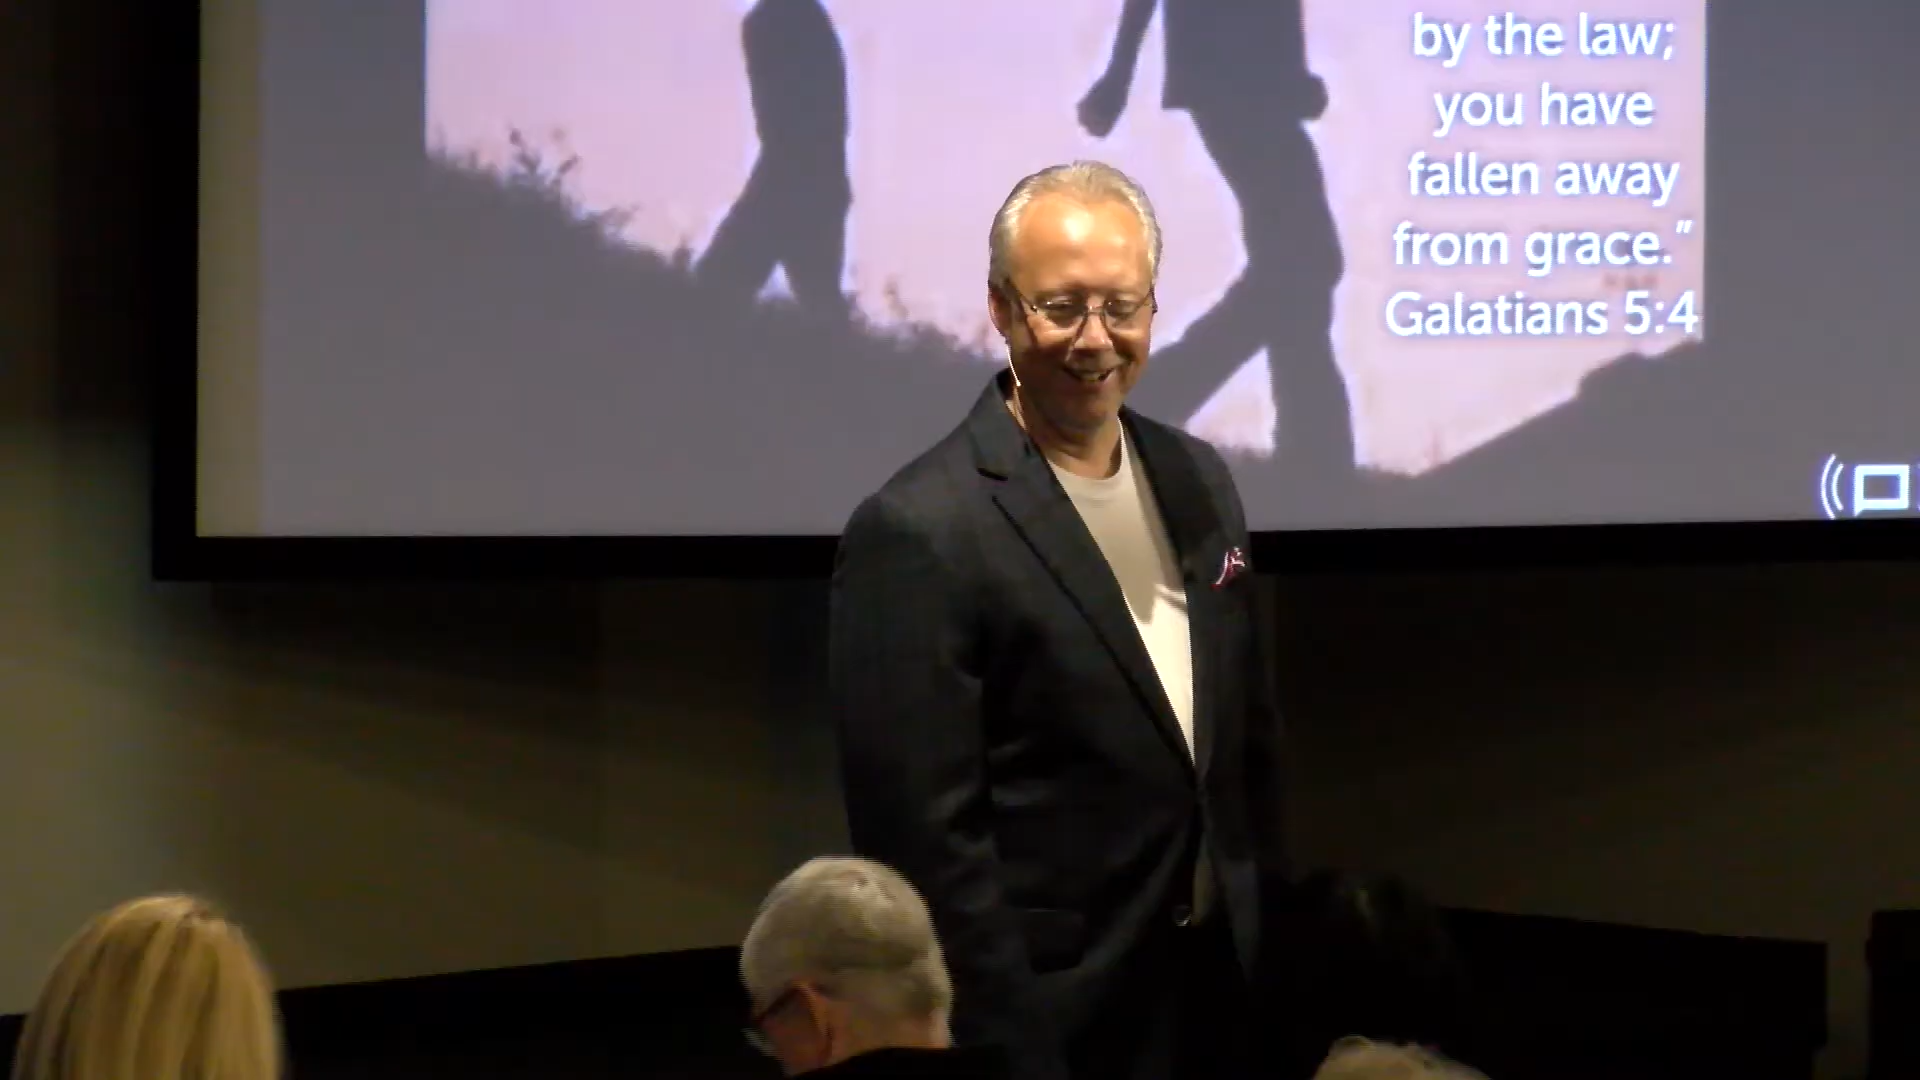 by the law;
you have
fallen away
from grace.”
Galatians 5:4